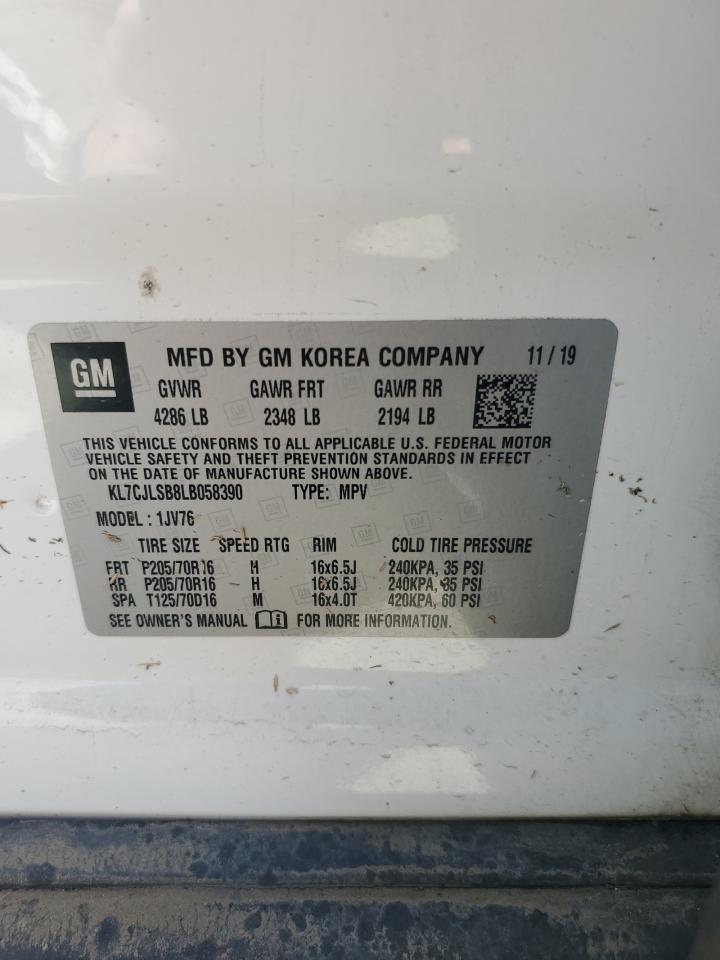 GM MFD BY GM KOREA COMPANY 11 / 19
GVWR GAWR FRT GAWR RR
4286 LB 2348 LB 2194 LB
THIS VEHICLE CONFORMS TO ALL APPLICABLE U.S. FEDERAL MOTOR
VEHICLE SAFETY AND THEFT PREVENTION STANDARDS IN EFFECT
ON THE DATE OF MANUFACTURE SHOWN ABOVE.
KL7CJLSB8LB058390 TYPE: MPV
MODEL : 1JV76
TIRE SIZE SPEED RTG RIM COLD TIRE PRESSURE
FRT P205/70R16 H 16x6.5J 240KPA, 35 PSI
RR P205/70R16 H 16x6.5J 240KPA, 35 PSI
SPA T125/70D16 M 16x4.0T 420KPA, 60 PSI
SEE OWNER'S MANUAL FOR MORE INFORMATION.